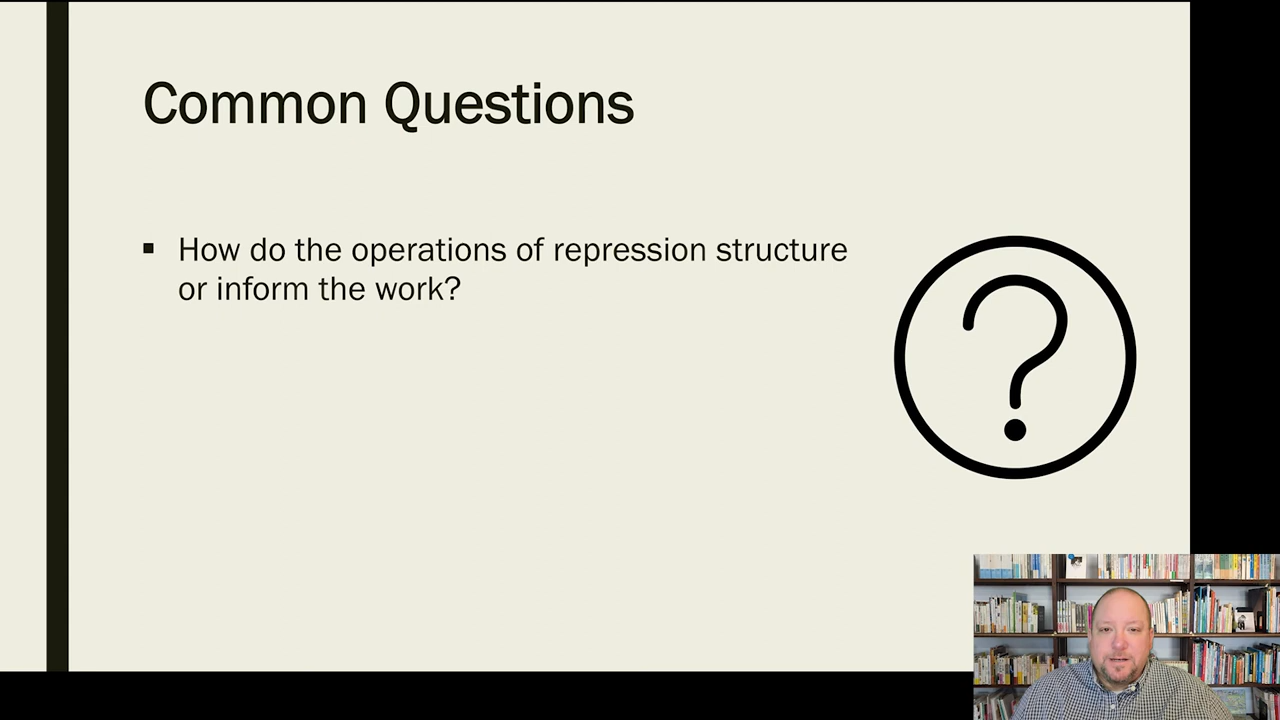 Common Questions
How do the operations of repression structure
or inform the work?